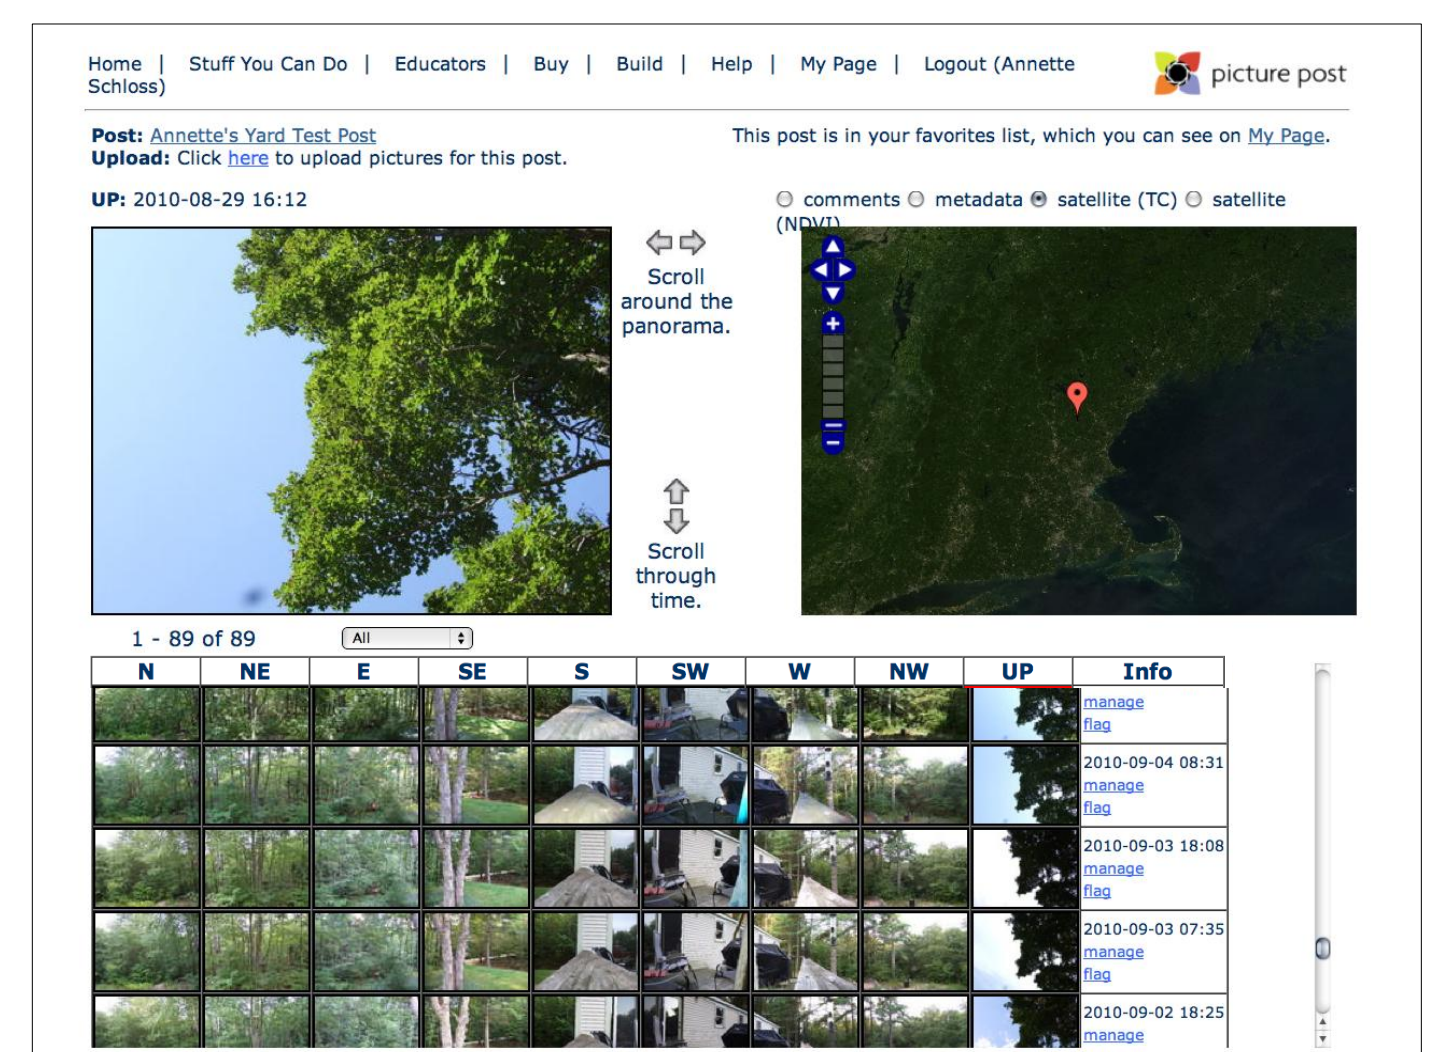 Home | Stuff You Can Do | Educators | Buy | Build | Help | My Page | Logout (Annette
Schloss)
picture post
Post: Annette's Yard Test Post
This post is in your favorites list, which you can see on My Page.
Upload: Click here to upload pictures for this post.
UP: 2010-08-29 16:12
comments metadata satellite (TC) satellite
(NDVI)
Scroll
around the
panorama.
Scroll
through
time.
1 - 89 of 89
All
N NE E SE S SW W NW UP Info
manage
flag
2010-09-04 08:31
manage
flag
2010-09-03 18:08
manage
flag
2010-09-03 07:35
manage
flag
2010-09-02 18:25
manage